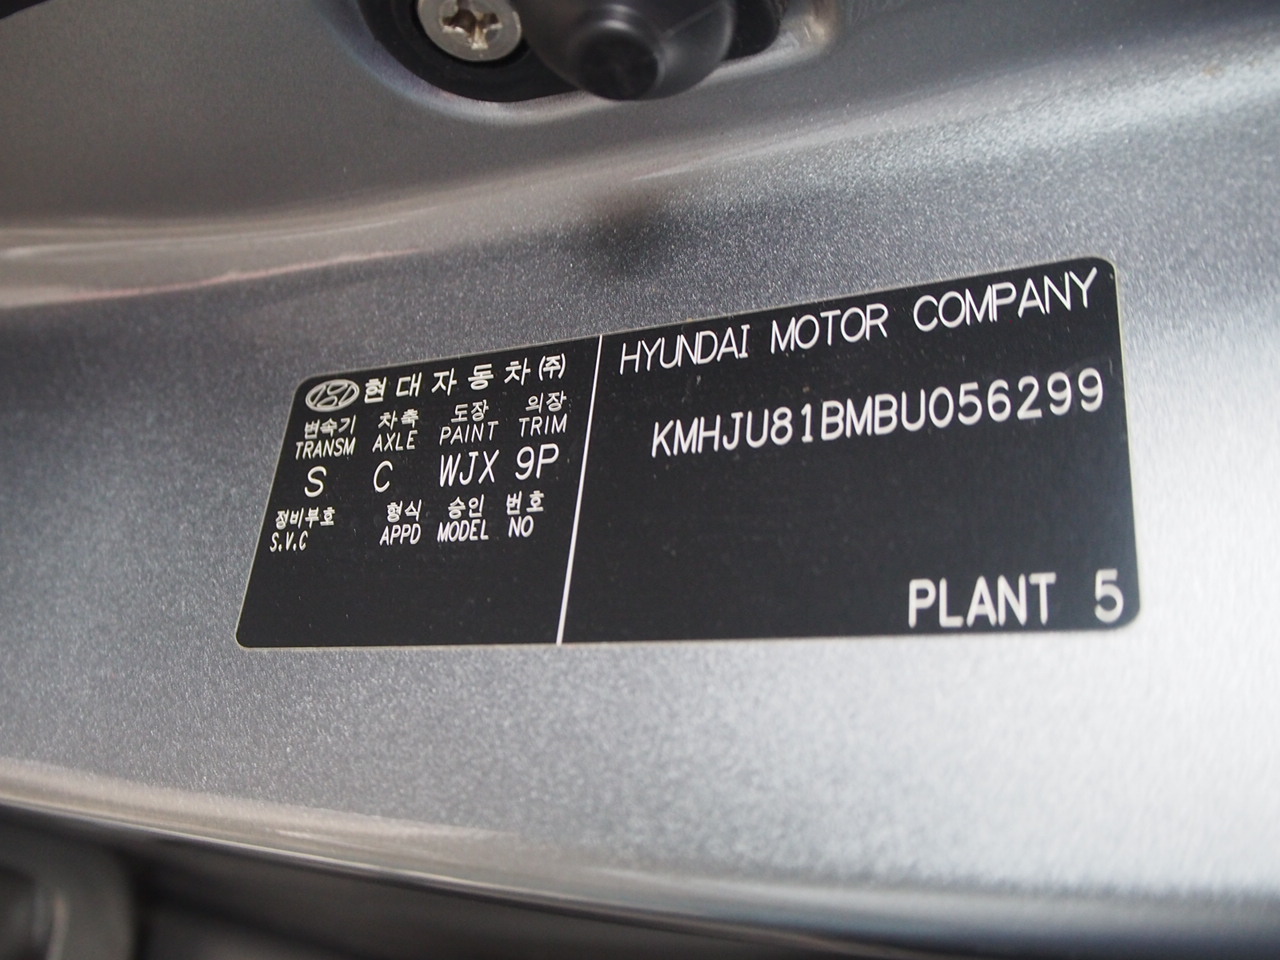 현대자동차(주)
변속기 차축 도장 의장
TRANSM AXLE PAINT TRIM
S C WJX 9P
정비부호 형식 승인 번호
S.V.C APPD MODEL NO
HYUNDAI MOTOR COMPANY
KMHJU81BMBU056299
PLANT 5